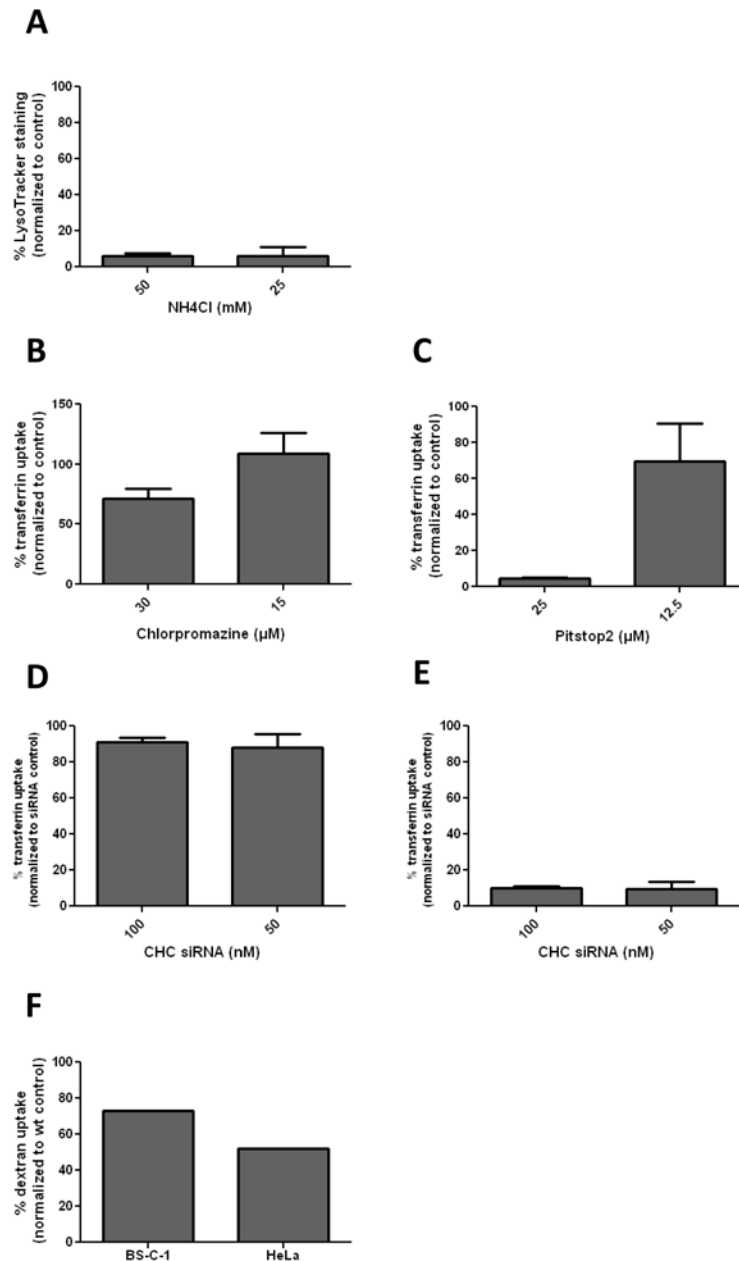 A
% LysoTracker staining
(normalized to control)
100
80
60
40
20
0
50
25
NH4Cl (mM)
B
% transferrin uptake
(normalized to control)
150
100
50
0
30
15
Chlorpromazine (µM)
C
% transferrin uptake
(normalized to control)
100
80
60
40
20
0
25
12.5
Pitstop2 (µM)
D
% transferrin uptake
(normalized to siRNA control)
100
80
60
40
20
0
100
50
CHC siRNA (nM)
E
% transferrin uptake
(normalized to siRNA control)
100
80
60
40
20
0
100
50
CHC siRNA (nM)
F
% dextran uptake
(normalized to wt control)
100
80
60
40
20
0
BS-C-1
HeLa